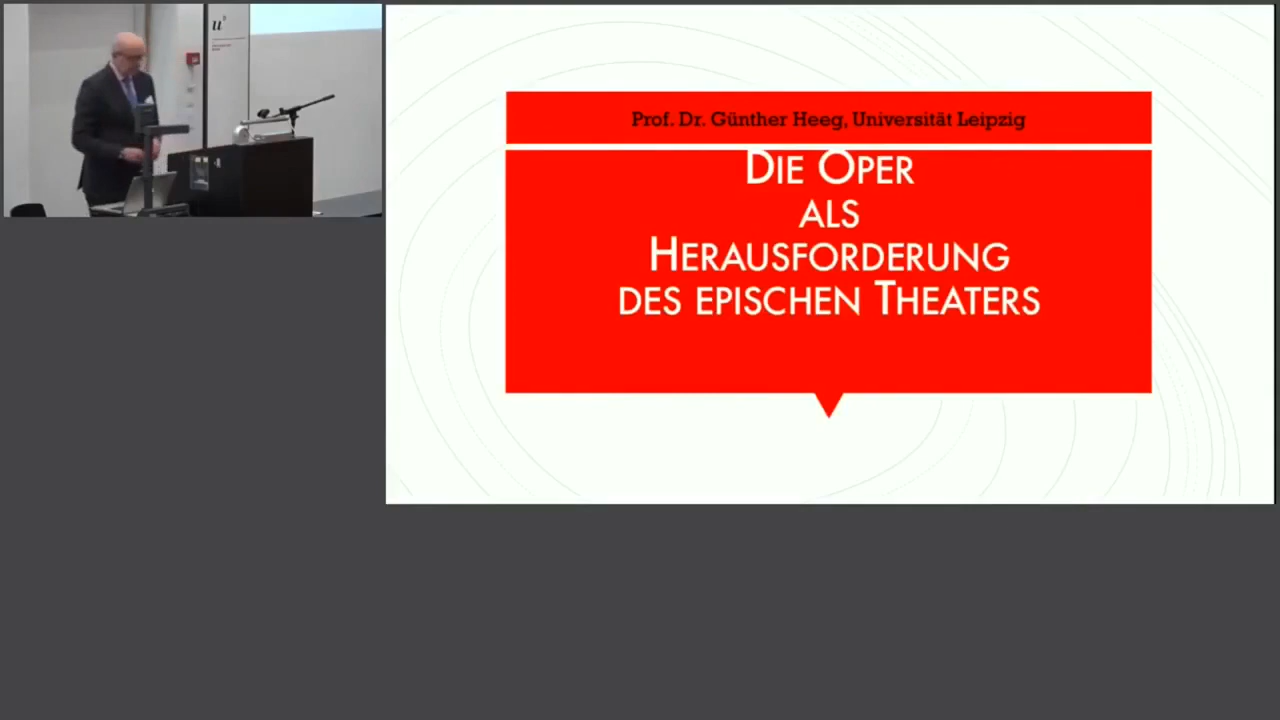 u
Prof. Dr. Günther Heeg, Universität Leipzig
DIE OPER
ALS
HERAUSFORDERUNG
DES EPISCHEN THEATERS